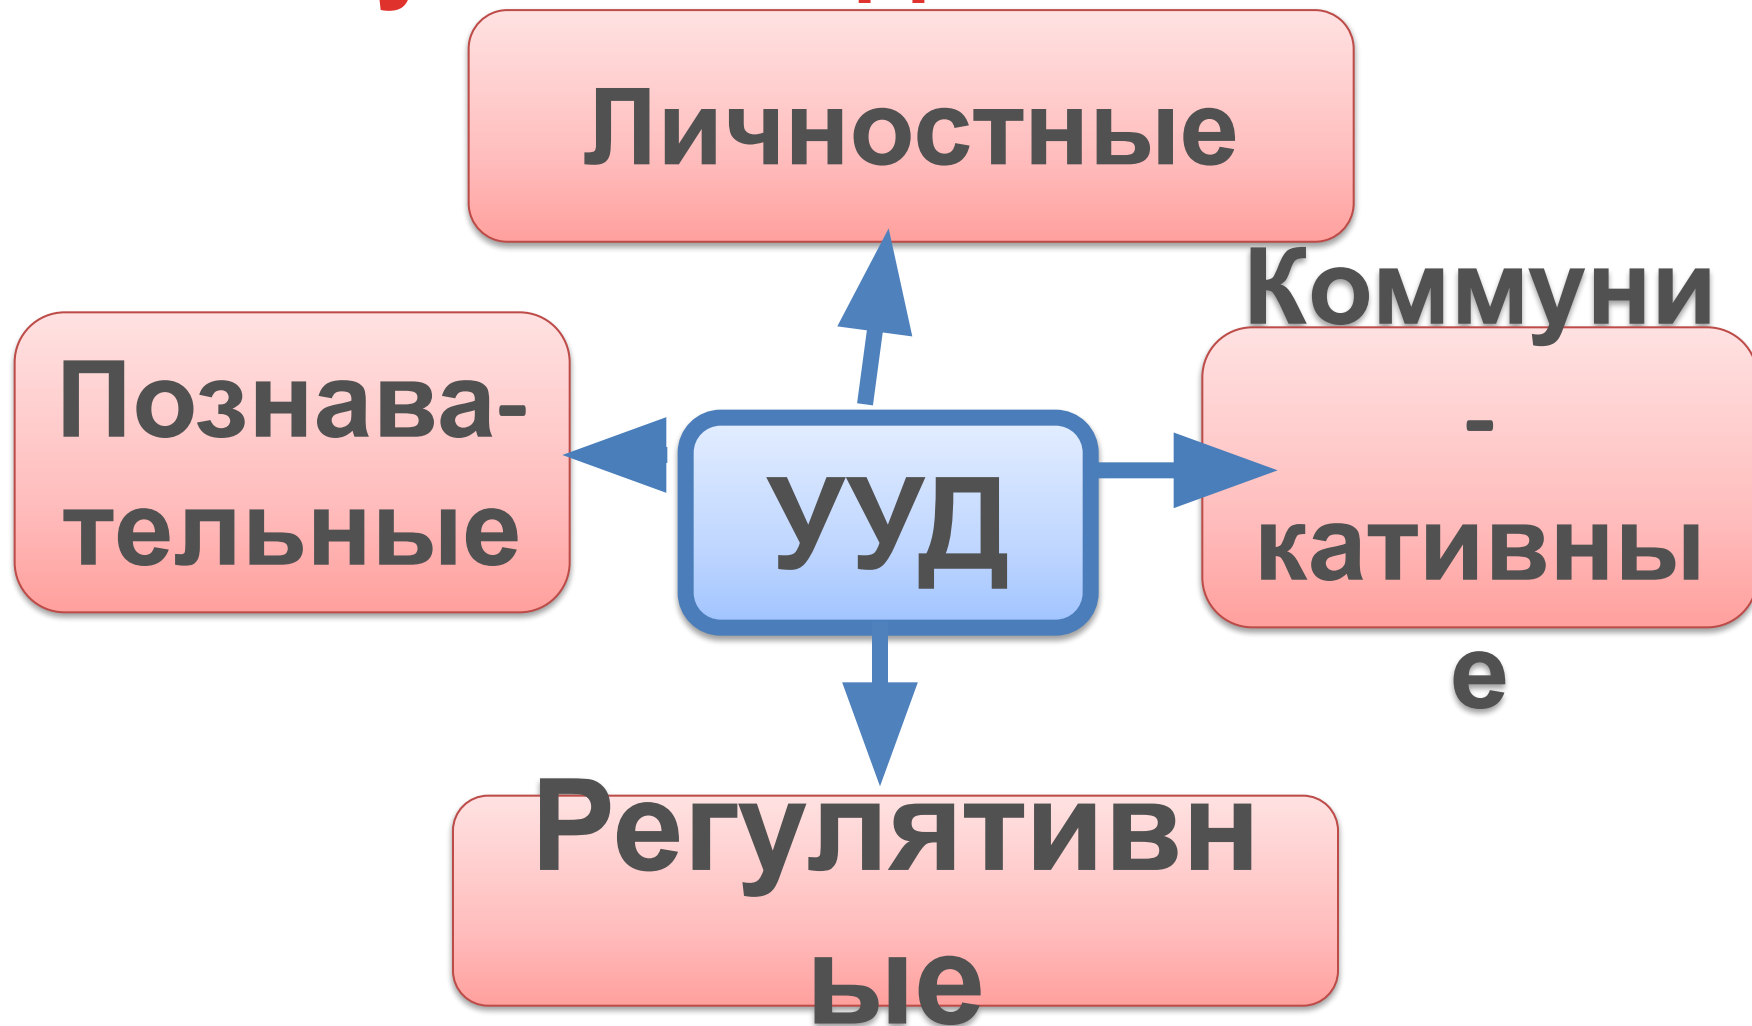 Личностные
Познава-
тельные
УУД
Коммуни
-
кативны
е
Регулятивн
ые